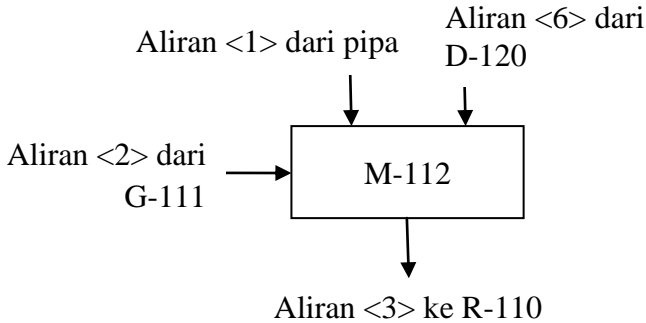 Aliran <6> dari
D-120
Aliran <1> dari pipa
Aliran <2> dari
G-111
M-112
Aliran <3> ke R-110